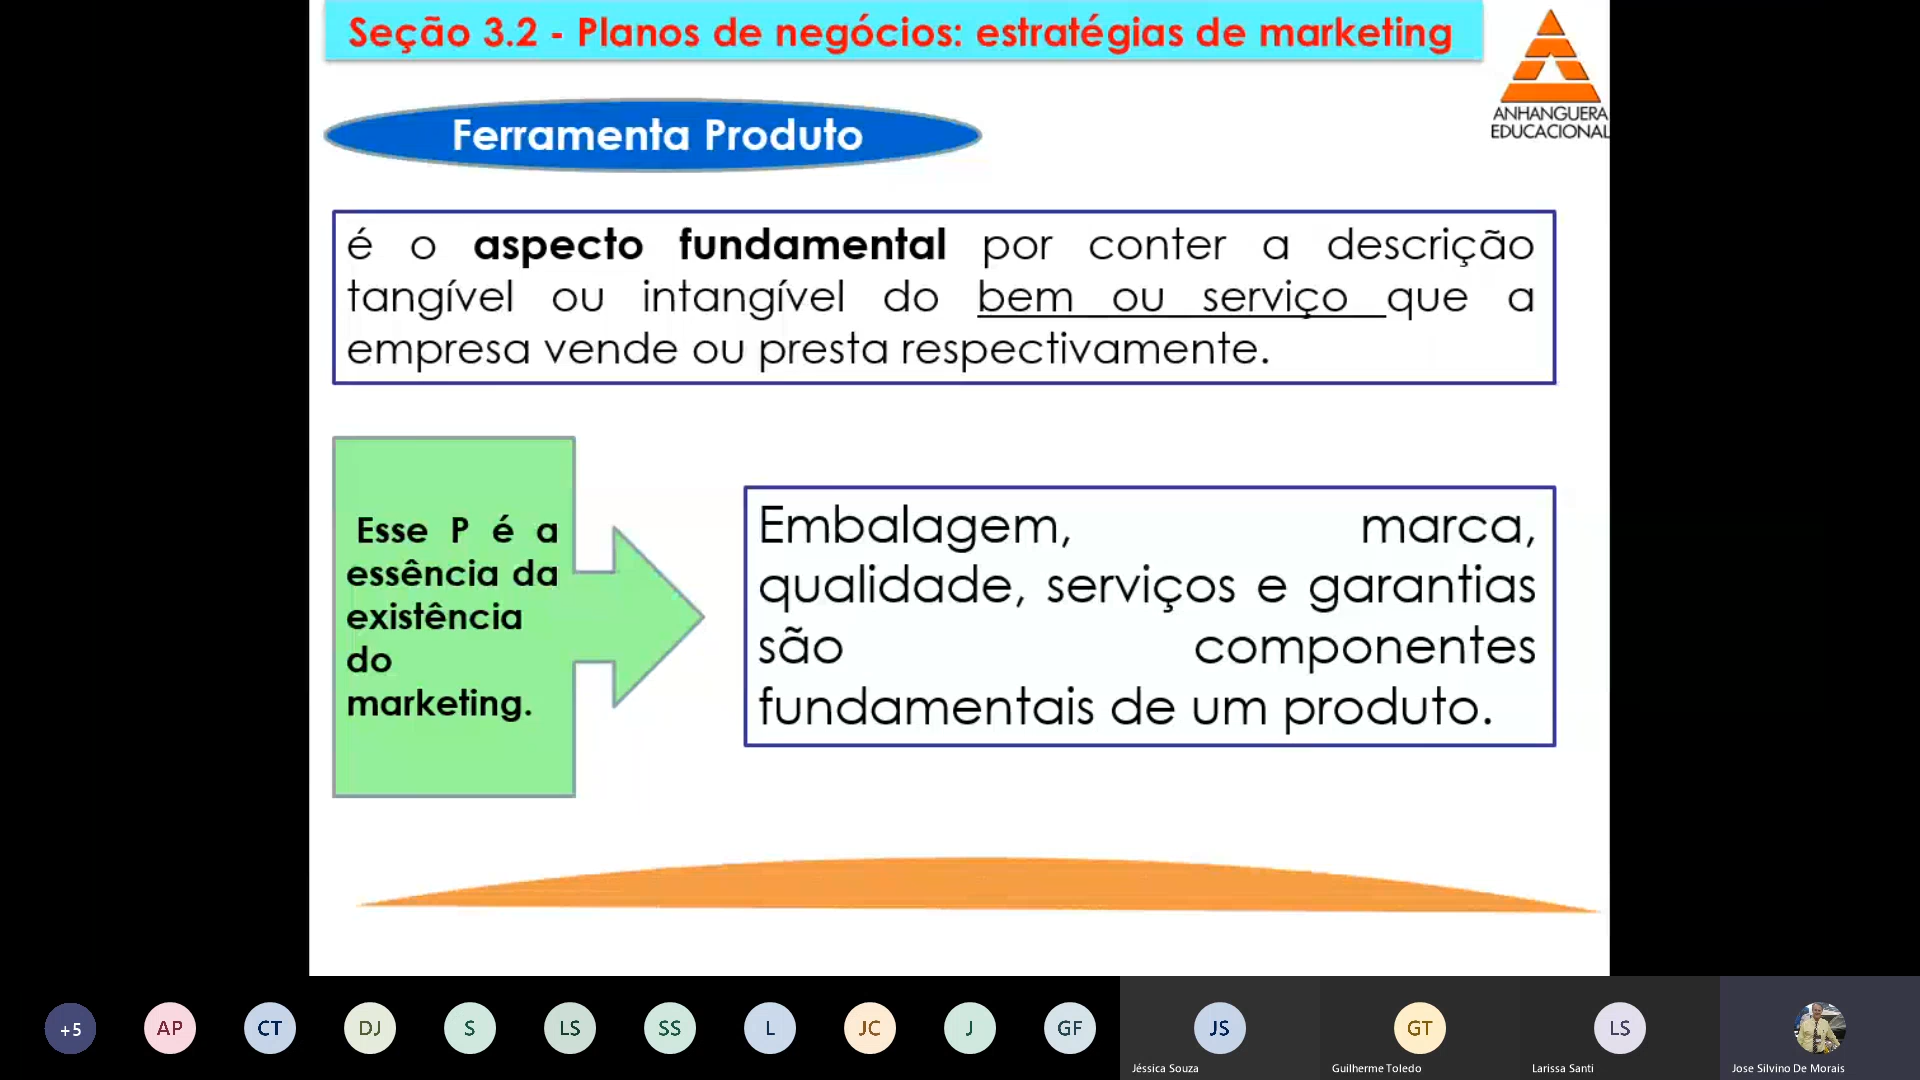 Seção 3.2 - Planos de negócios: estratégias de marketing
ANHANGUERA
EDUCACIONAL
Ferramenta Produto
é o aspecto fundamental por conter a descrição
tangível ou intangível do bem ou serviço que a
empresa vende ou presta respectivamente.
Esse P é a
essência da
existência
do
marketing.
Embalagem, marca,
qualidade, serviços e garantias
são componentes
fundamentais de um produto.
+5
AP
CT
DJ
S
LS
SS
L
JC
J
GF
JS
GT
LS
Jéssica Souza
Guilherme Toledo
Larissa Santi
Jose Silvino De Morais